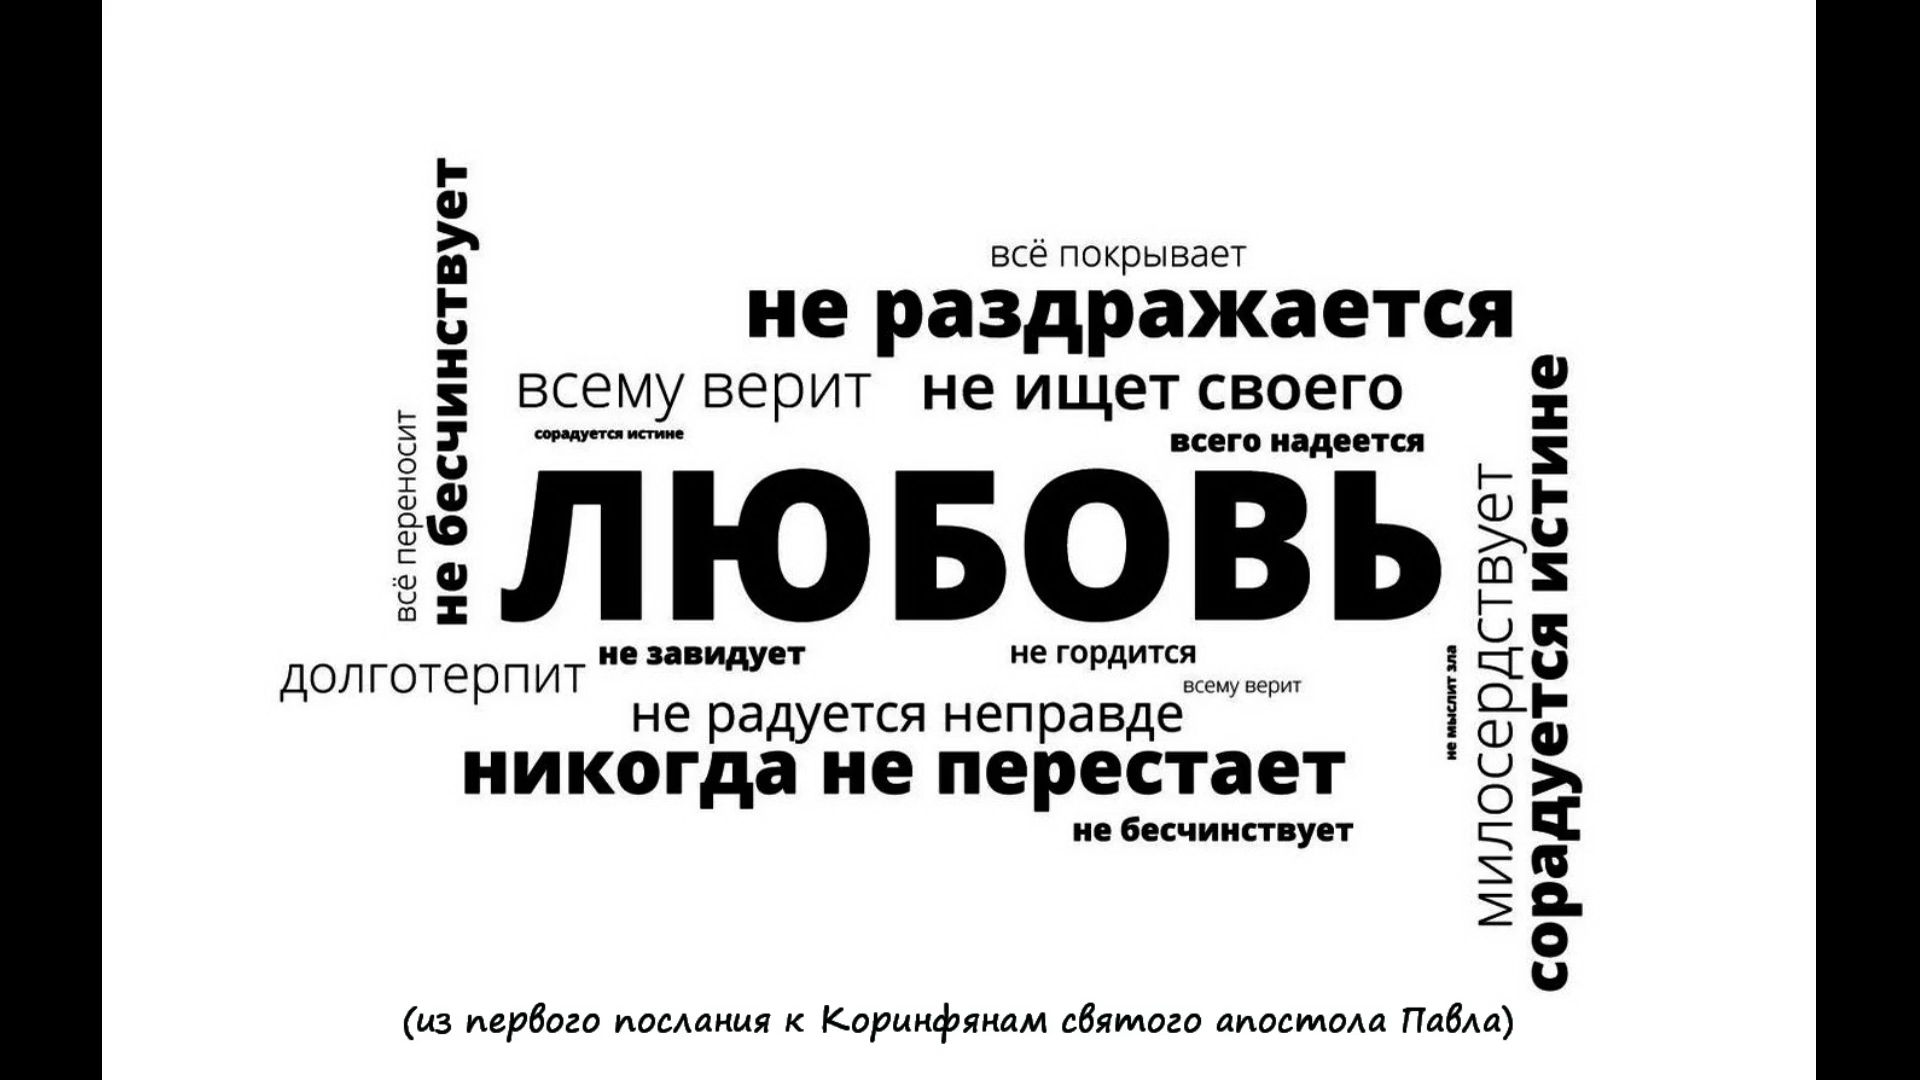 всё покрывает
не раздражается
всему верит
не ищет своего
сорадуется истине
всего надеется
ЛЮБОВЬ
всё переносит
не бесчинствует
не завидует
не гордится
долготерпит
всему верит
не радуется неправде
никогда не перестает
не бесчинствует
не мыслит зла
милосердствует
сорадуется истине
(из первого послания к Коринфянам святого апостола Павла)